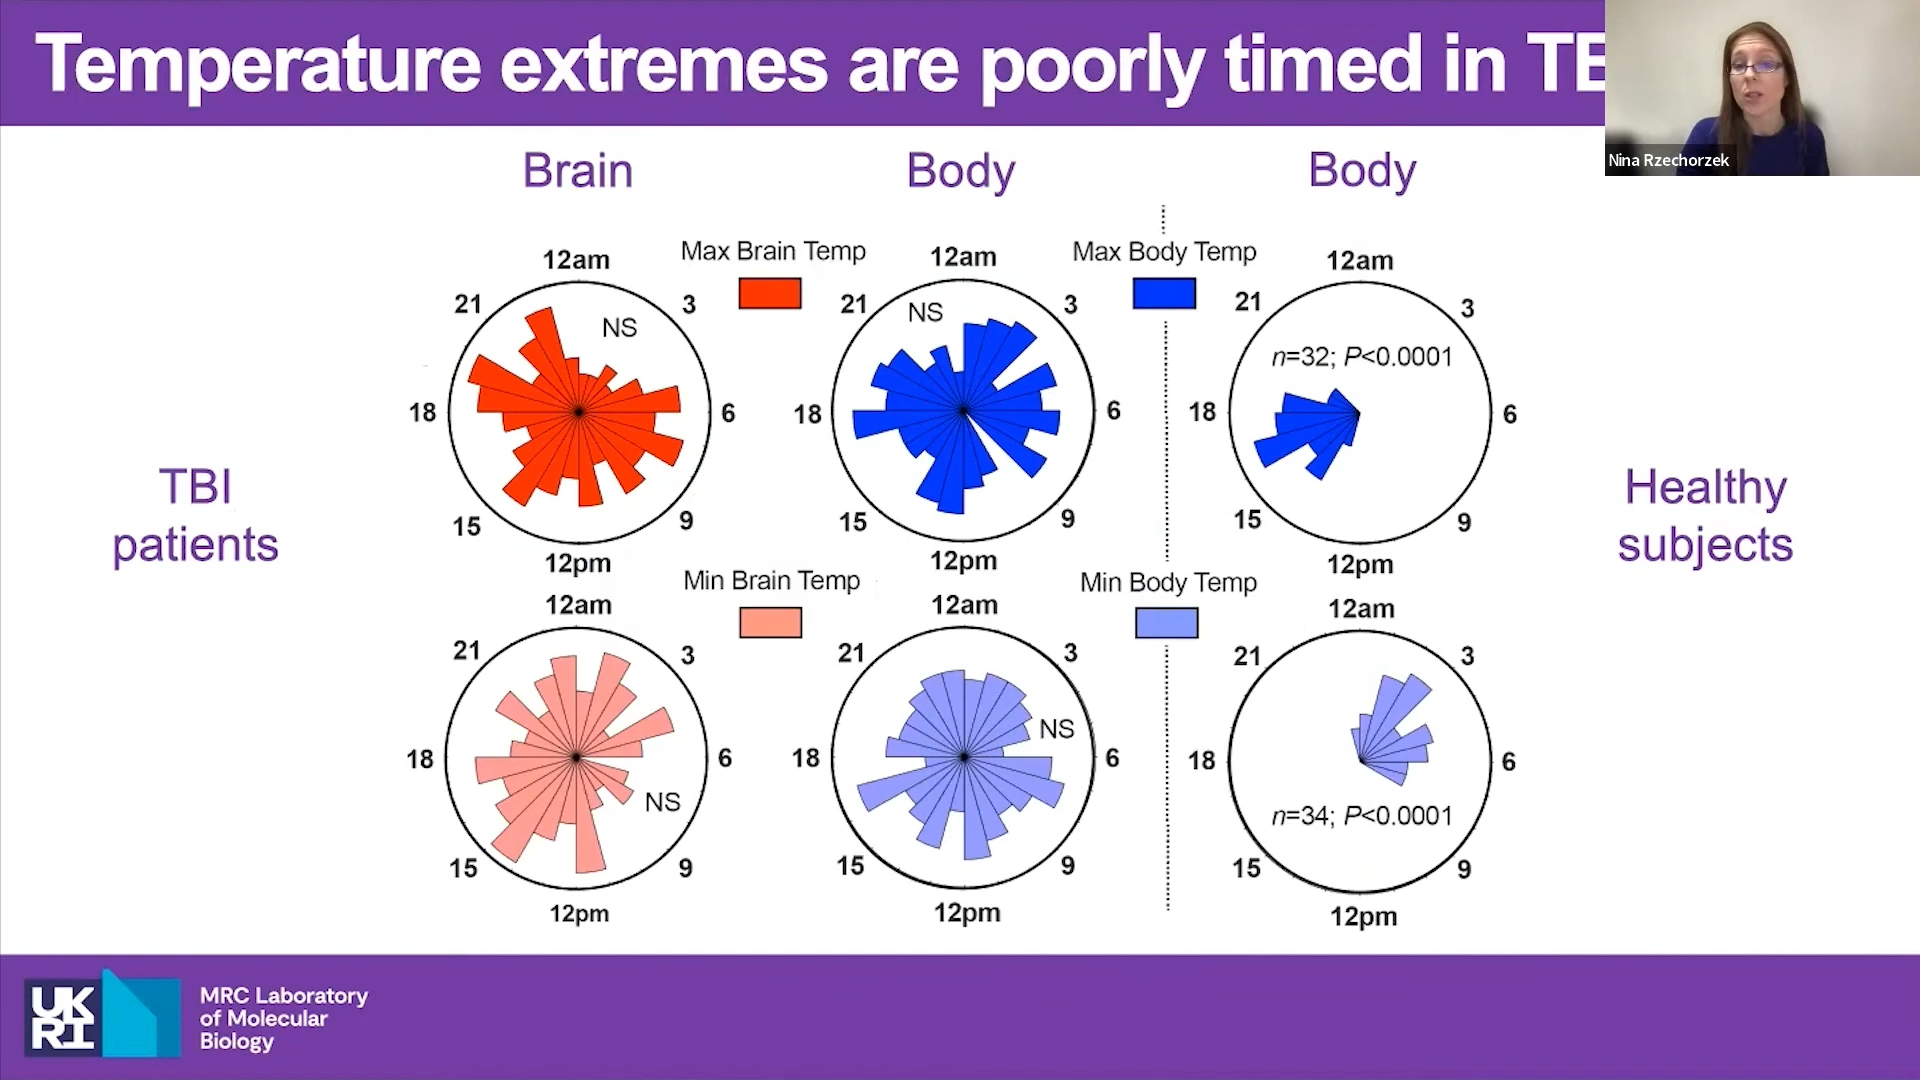 Temperature extremes are poorly timed in TB
Nina Rzechorzek
Brain
Body
Body
TBI
patients
Healthy
subjects
Max Brain Temp
Max Body Temp
12am
3
6
9
12pm
15
18
21
NS
12am
3
6
9
12pm
15
18
21
NS
12am
3
6
9
12pm
15
18
21
n=32; P<0.0001
Min Brain Temp
Min Body Temp
12am
3
6
9
12pm
15
18
21
NS
12am
3
6
9
12pm
15
18
21
NS
12am
3
6
9
12pm
15
18
21
n=34; P<0.0001
UK
RI
MRC Laboratory
of Molecular
Biology